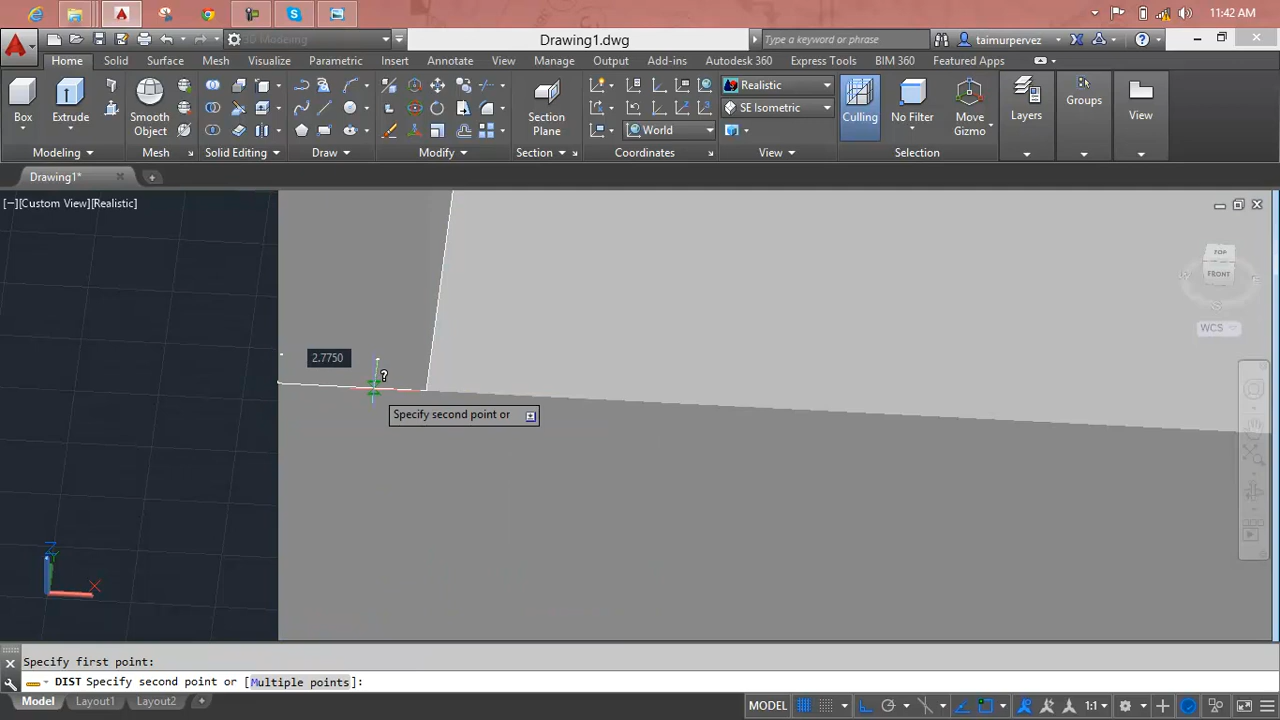 11:42 AM
3D Modeling
Drawing1.dwg
Type a keyword or phrase
taimurpervez
Home Solid Surface Mesh Visualize Parametric Insert Annotate View Manage Output Add-ins Autodesk 360 Express Tools BIM 360 Featured Apps
Realistic
SE Isometric
World
Box
Extrude
Smooth
Object
Section
Plane
Culling
No Filter
Move
Gizmo
Layers
Groups
View
Modeling Mesh Solid Editing Draw Modify Section Coordinates View Selection
Drawing1*
[−][Custom View][Realistic]
TOP
FRONT
WCS
2.7750
?
Specify second point or
Z
Y
X
Specify first point:
DIST Specify second point or [Multiple points]:
Model Layout1 Layout2
MODEL
1:1